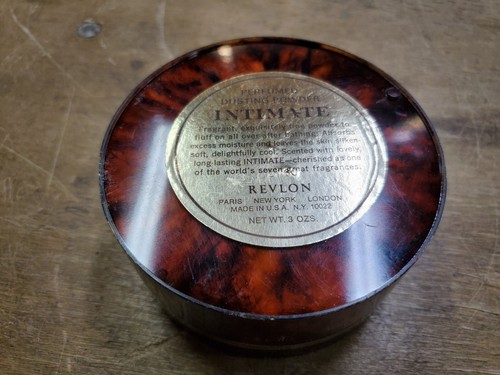 PERFUMED
DUSTING POWDER
INTIMATE
Fragrant, exquisitely fine powder to
fluff on all over after bathing. Absorbs
excess moisture and leaves the skin silken-
soft, delightfully cool. Scented with lovely,
long-lasting INTIMATE—cherished as one
of the world's seven great fragrances.
REVLON
PARIS NEW YORK LONDON
MADE IN U.S.A. N.Y. 10022
NET WT. 3 OZS.